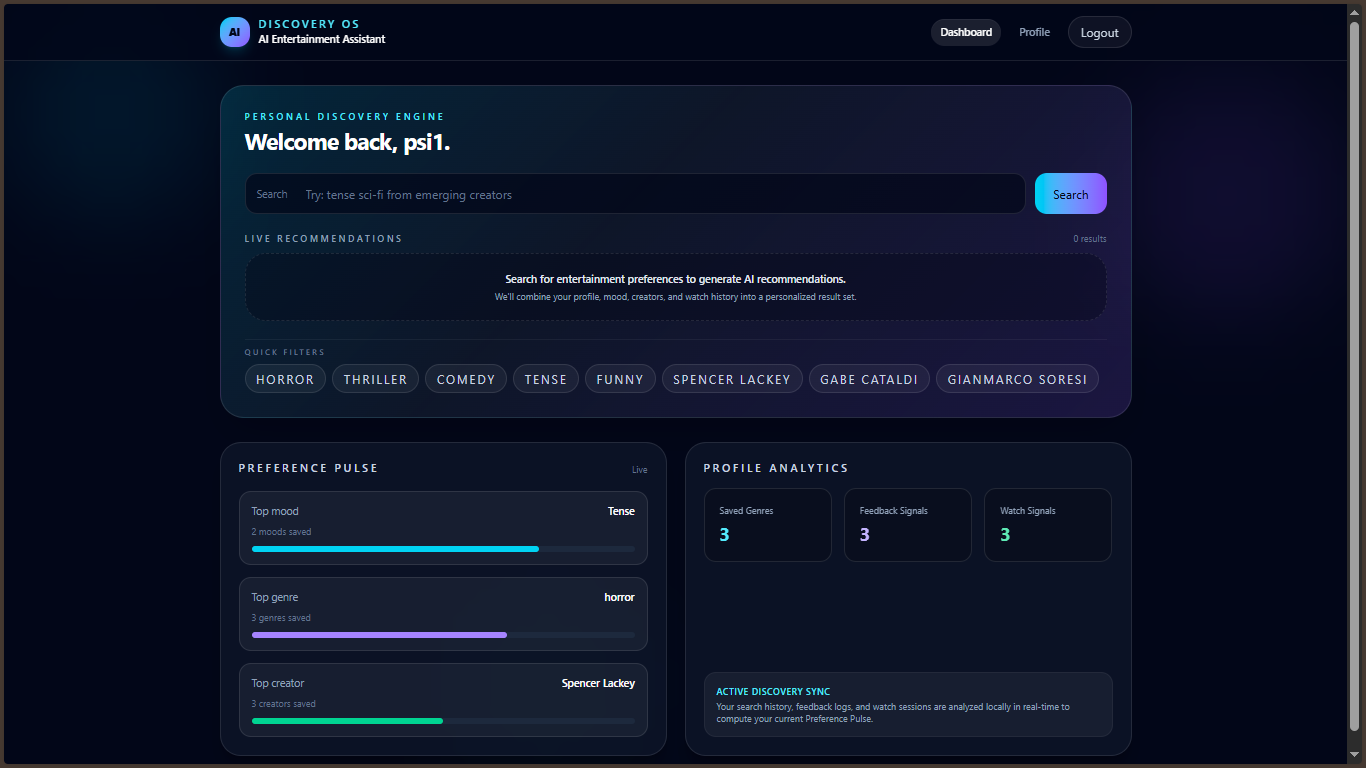 AI
DISCOVERY OS
AI Entertainment Assistant
Dashboard
Profile
Logout
PERSONAL DISCOVERY ENGINE
Welcome back, psi1.
Search
Try: tense sci-fi from emerging creators
Search
LIVE RECOMMENDATIONS
0 results
Search for entertainment preferences to generate AI recommendations.
We'll combine your profile, mood, creators, and watch history into a personalized result set.
QUICK FILTERS
HORROR
THRILLER
COMEDY
TENSE
FUNNY
SPENCER LACKEY
GABE CATALDI
GIANMARCO SORESI
PREFERENCE PULSE
Live
Top mood
Tense
2 moods saved
Top genre
horror
3 genres saved
Top creator
Spencer Lackey
3 creators saved
PROFILE ANALYTICS
Saved Genres
3
Feedback Signals
3
Watch Signals
3
ACTIVE DISCOVERY SYNC
Your search history, feedback logs, and watch sessions are analyzed locally in real-time to
compute your current Preference Pulse.